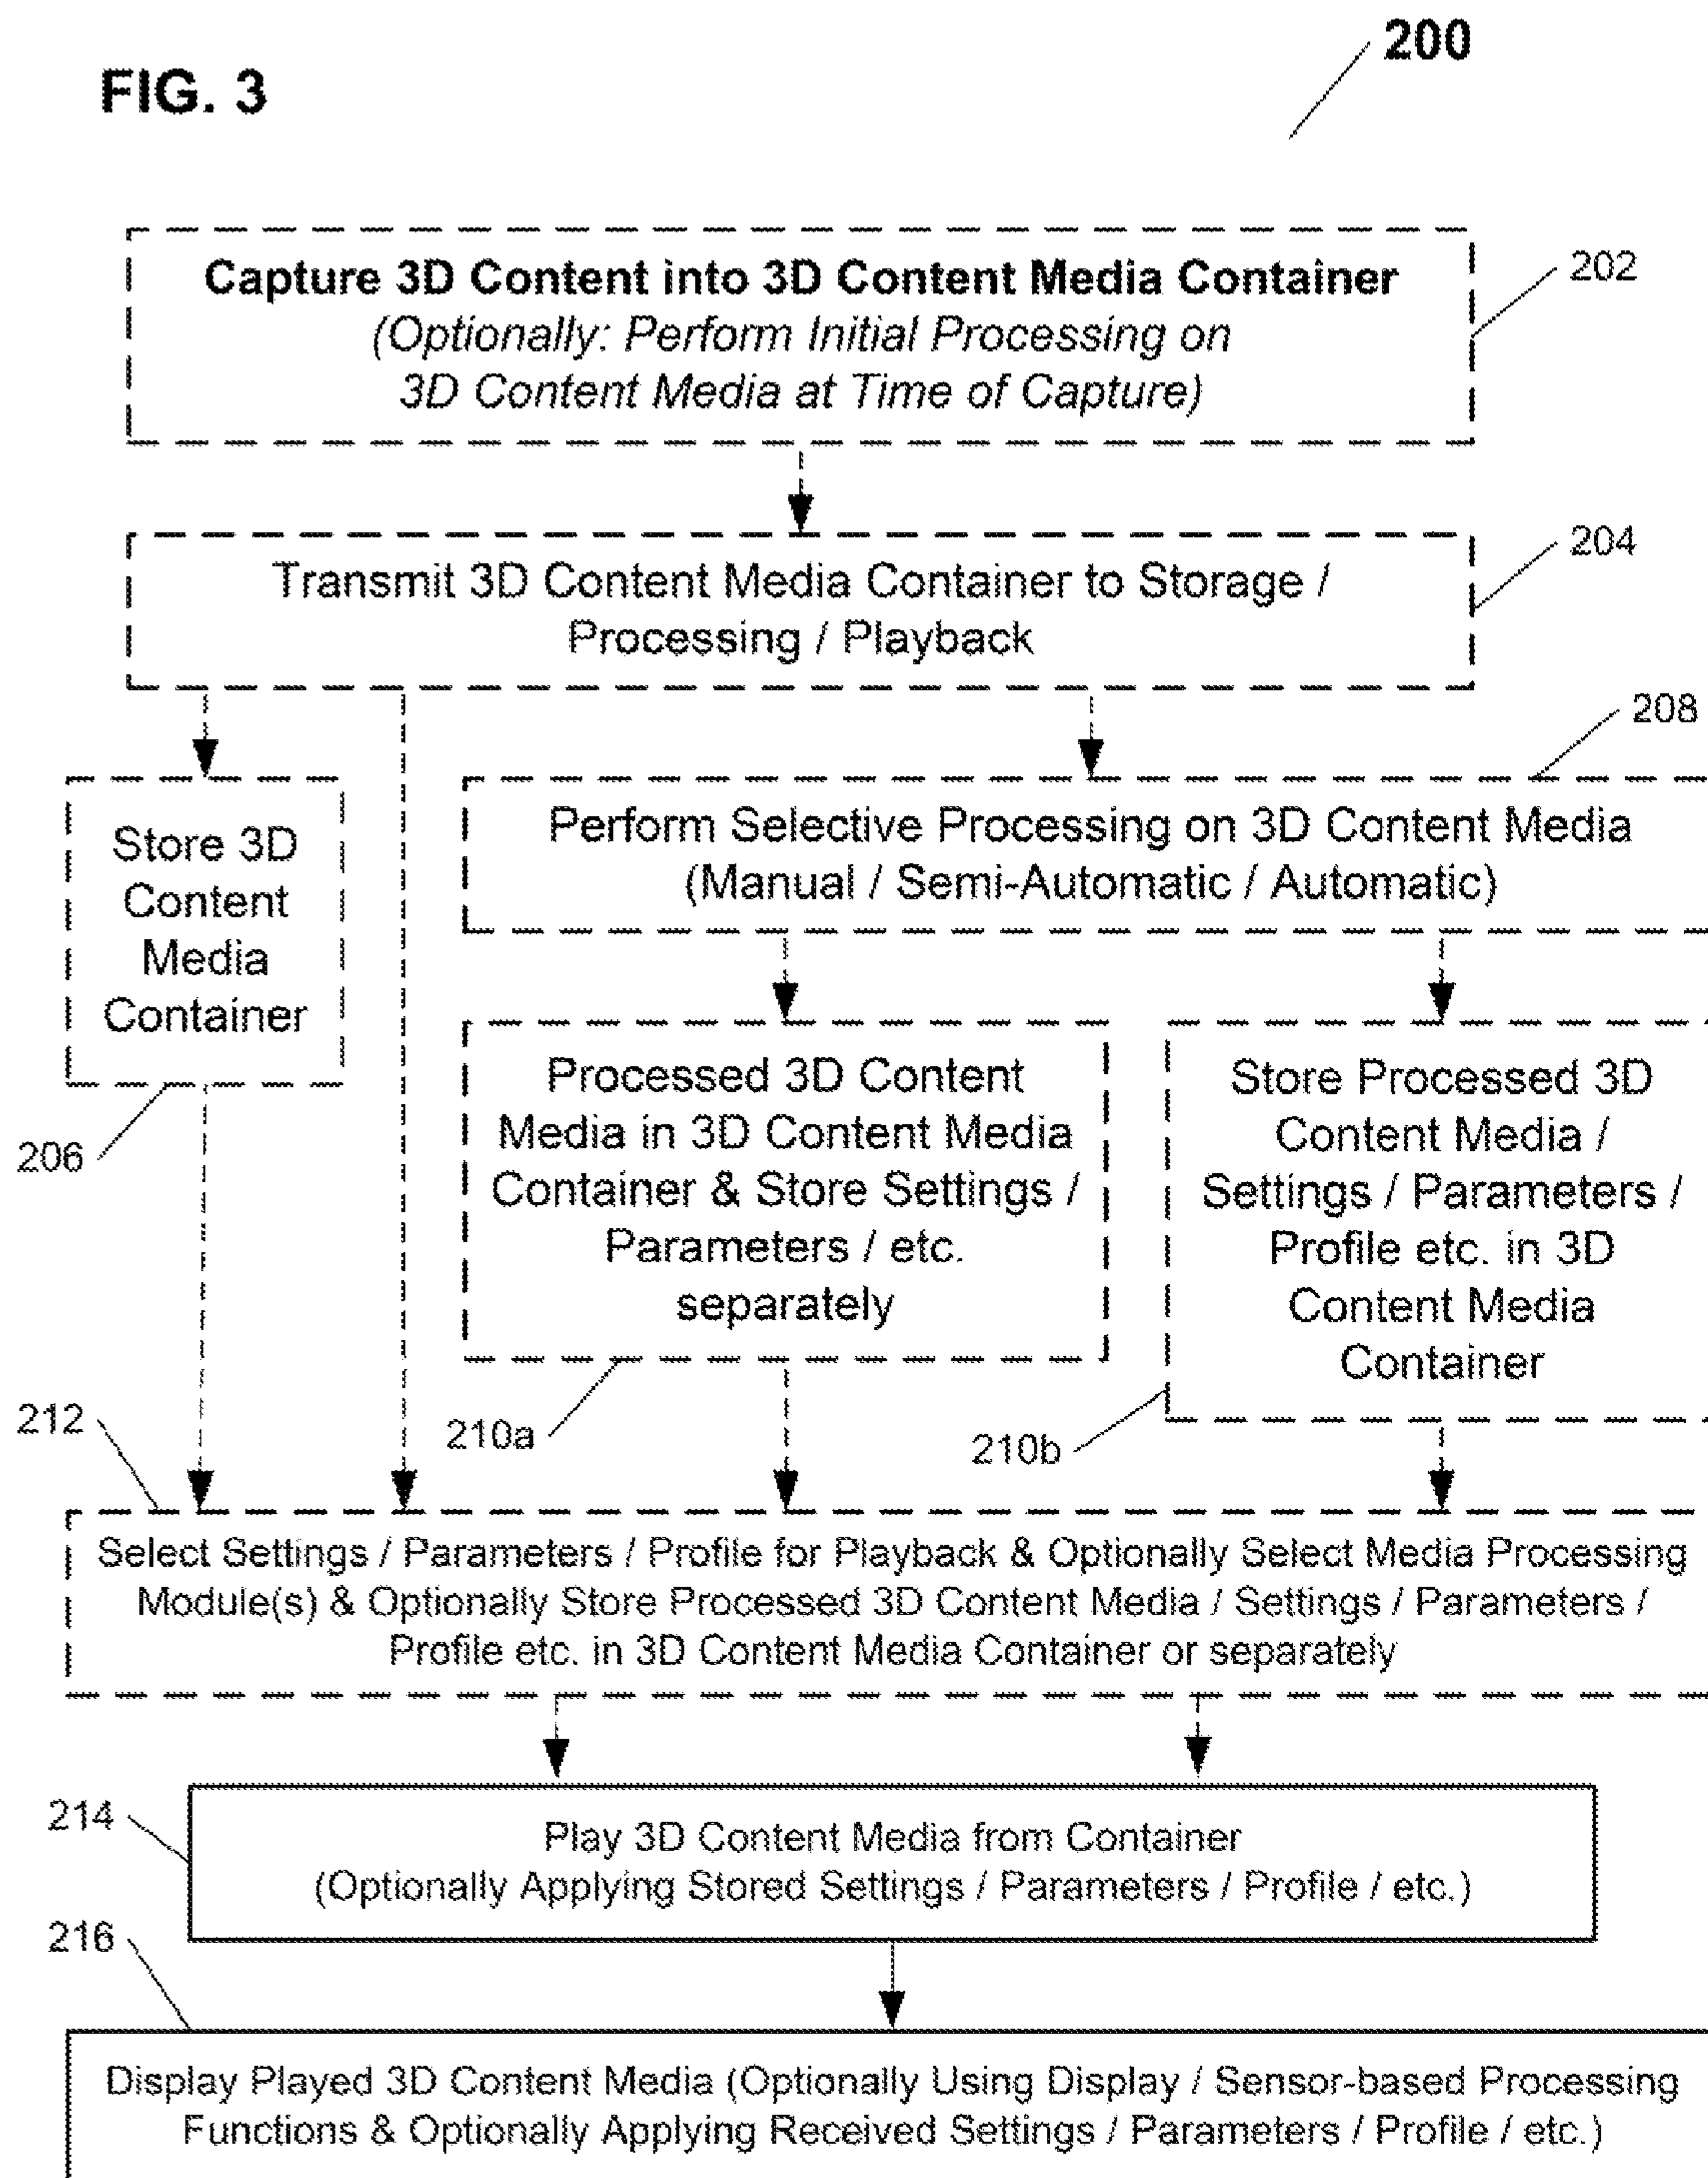 200
FIG. 3
Capture 3D Content into 3D Content Media Container
(Optionally: Perform Initial Processing on
3D Content Media at Time of Capture)
202
Transmit 3D Content Media Container to Storage /
Processing / Playback
204
208
Store 3D
Content
Media
Container
206
Perform Selective Processing on 3D Content Media
(Manual / Semi-Automatic / Automatic)
Processed 3D Content
Media in 3D Content Media
Container & Store Settings /
Parameters / etc.
separately
210a
Store Processed 3D
Content Media /
Settings / Parameters /
Profile etc. in 3D
Content Media
Container
210b
212
Select Settings / Parameters / Profile for Playback & Optionally Select Media Processing
Module(s) & Optionally Store Processed 3D Content Media / Settings / Parameters /
Profile etc. in 3D Content Media Container or separately
214
Play 3D Content Media from Container
(Optionally Applying Stored Settings / Parameters / Profile / etc.)
216
Display Played 3D Content Media (Optionally Using Display / Sensor-based Processing
Functions & Optionally Applying Received Settings / Parameters / Profile / etc.)